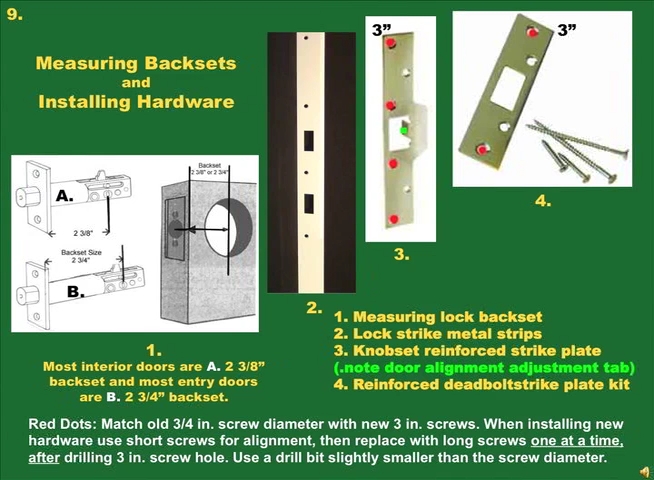 9.
Measuring Backsets
and
Installing Hardware
A.
2 3/8"
Backset Size
2 3/4"
B.
Backset
2 3/8" or 2 3/4"
3”
3”
1.
Most interior doors are A. 2 3/8”
backset and most entry doors
are B. 2 3/4” backset.
2.
3.
4.
1. Measuring lock backset
2. Lock strike metal strips
3. Knobset reinforced strike plate
(.note door alignment adjustment tab)
4. Reinforced deadboltstrike plate kit
Red Dots: Match old 3/4 in. screw diameter with new 3 in. screws. When installing new
hardware use short screws for alignment, then replace with long screws one at a time,
after drilling 3 in. screw hole. Use a drill bit slightly smaller than the screw diameter.